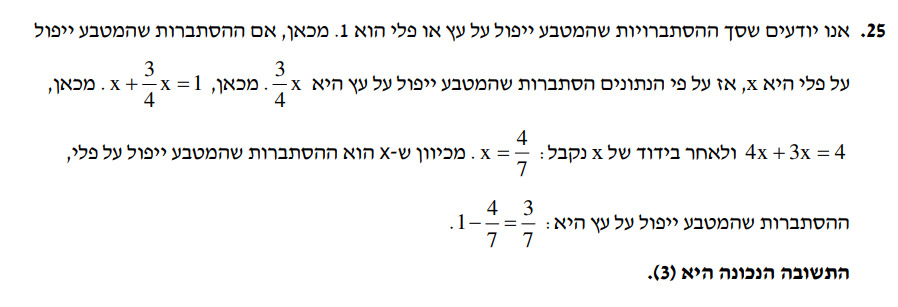 25. אנו יודעים שסך ההסתברויות שהמטבע ייפול על עץ או פלי הוא 1. מכאן, אם ההסתברות שהמטבע ייפול
על פלי היא x, אז על פי הנתונים הסתברות שהמטבע ייפול על עץ היא $\frac{3}{4}x$. מכאן, $x+\frac{3}{4}x=1$. מכאן,
$4x+3x=4$ ולאחר בידוד של x נקבל: $x=\frac{4}{7}$. מכיוון ש-x הוא ההסתברות שהמטבע ייפול על פלי,
ההסתברות שהמטבע ייפול על עץ היא: $1-\frac{4}{7}=\frac{3}{7}$.
התשובה הנכונה היא (3).